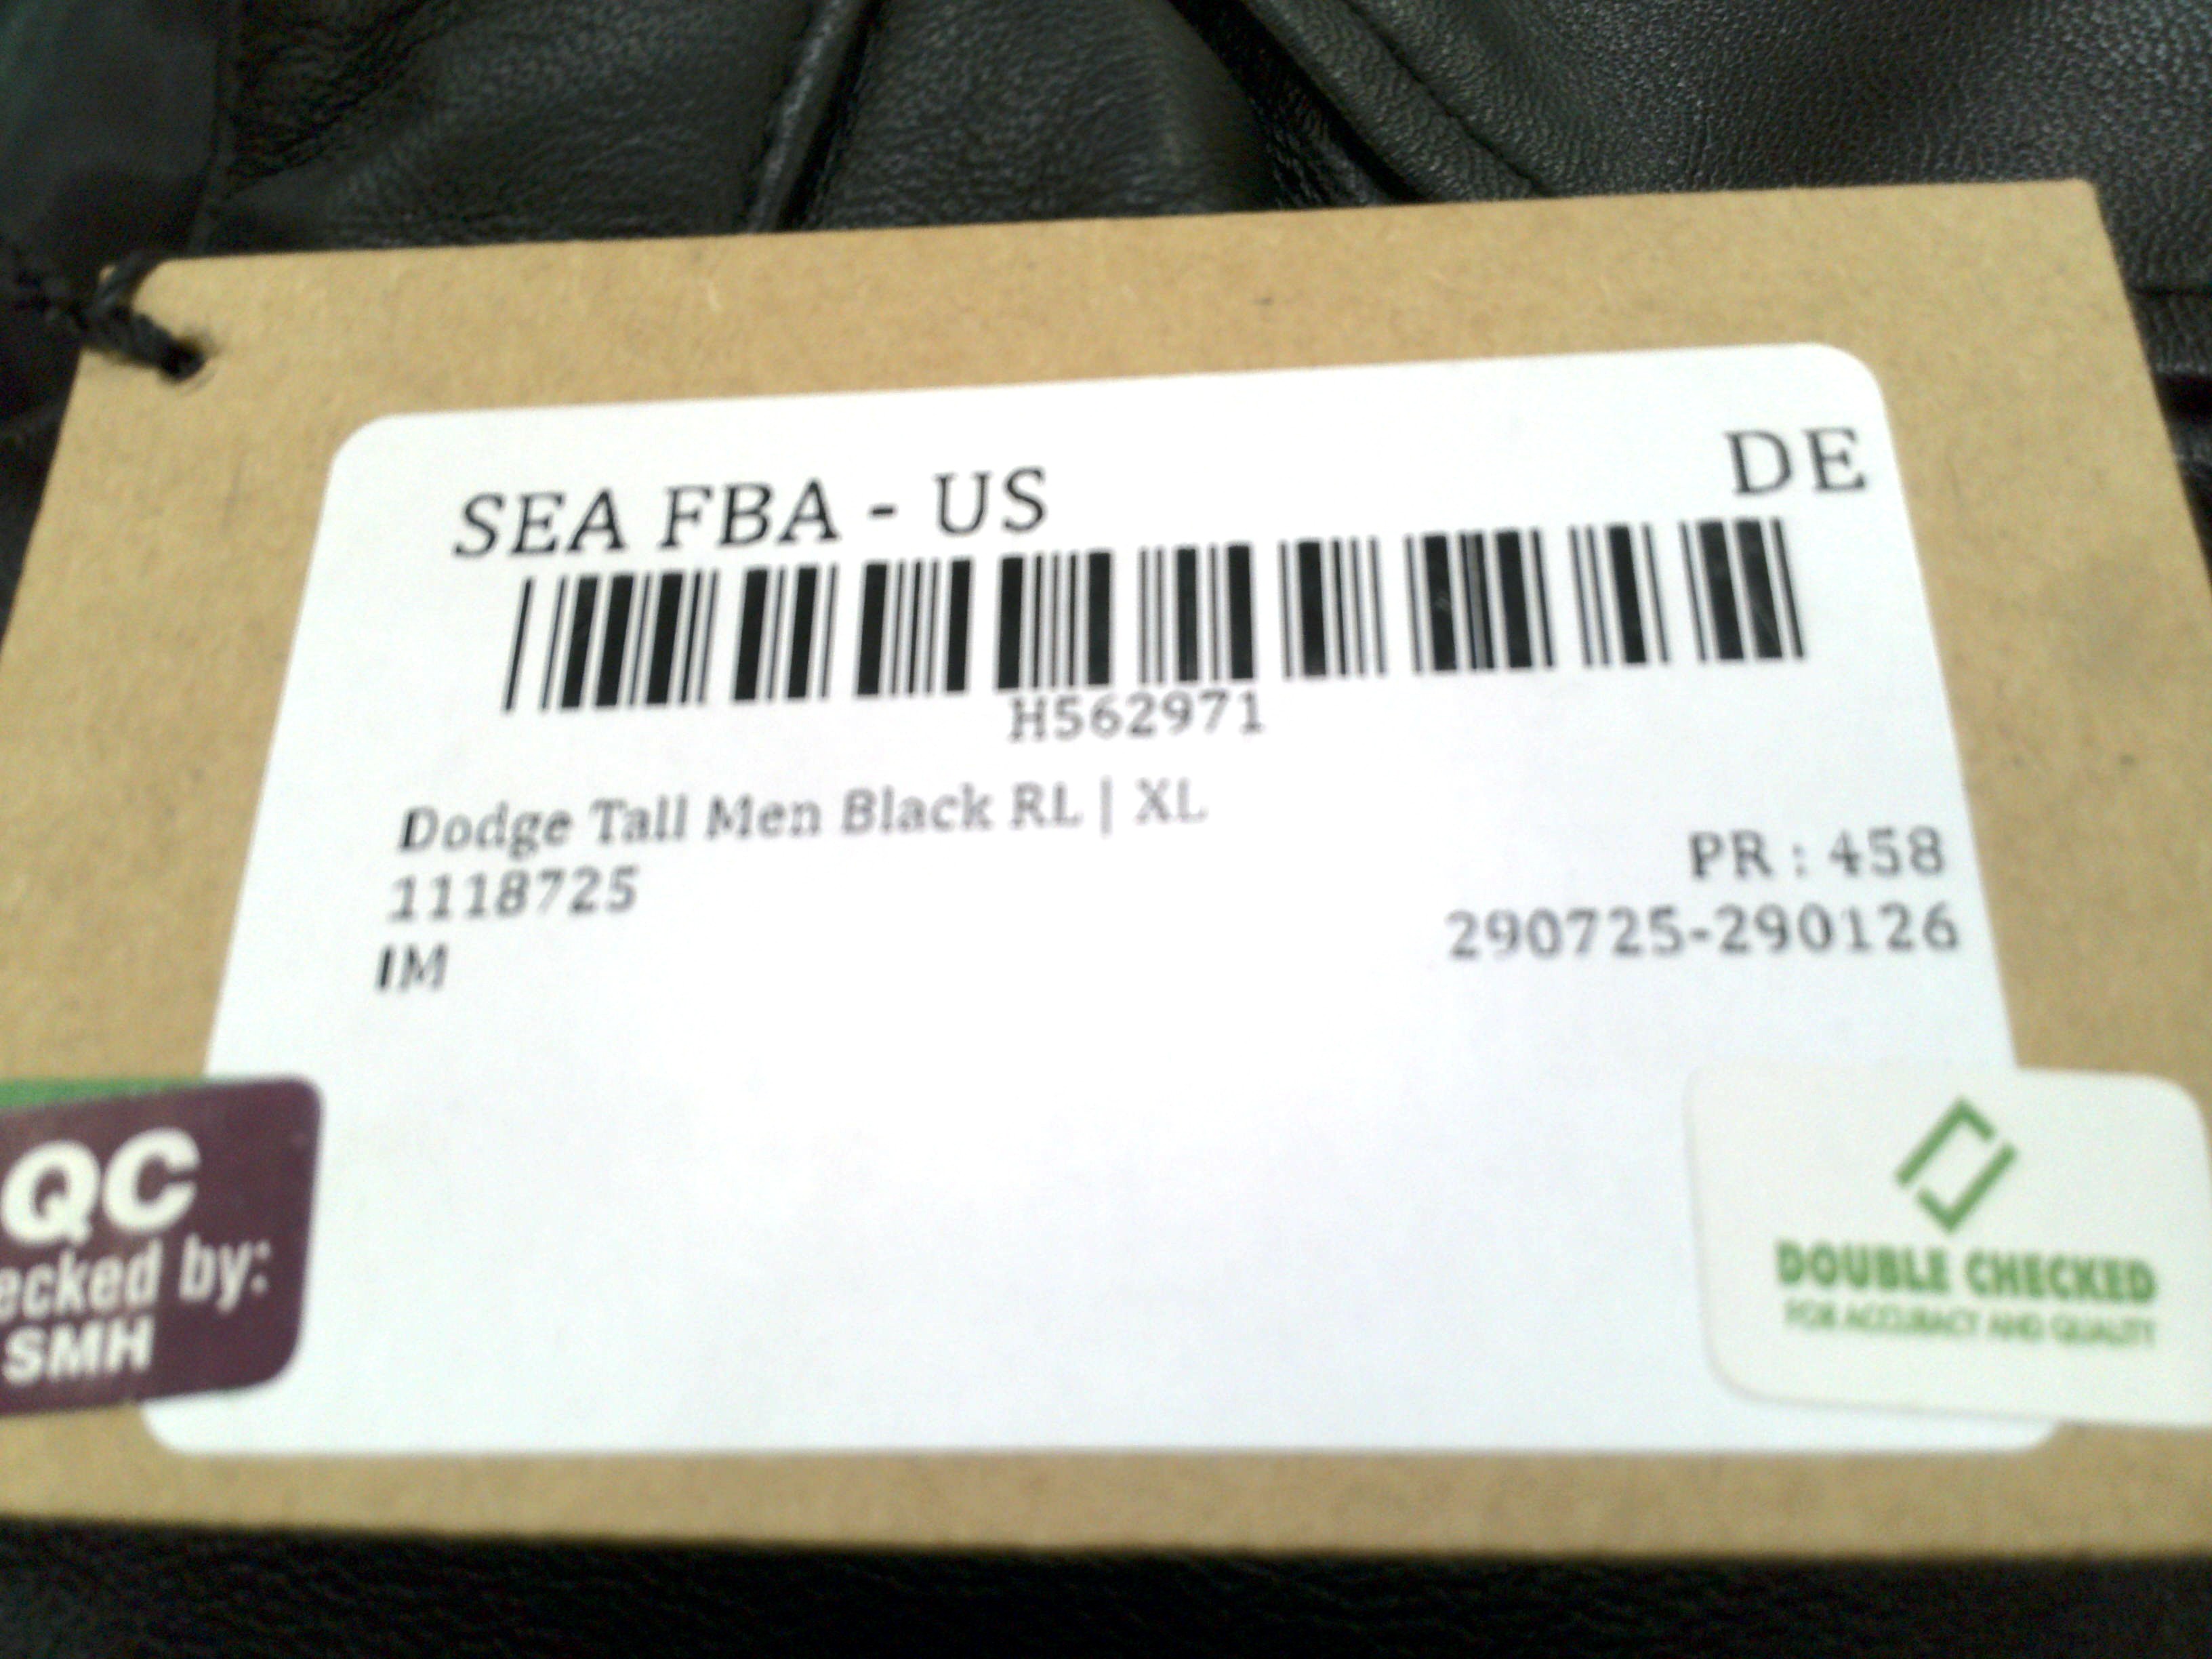 SEA FBA - US
DE
H562971
Dodge Tall Men Black RL | XL
1118725
PR : 458
IM
290725-290126
QC
ecked by:
SMH
DOUBLE CHECKED
FOR ACCURACY AND QUALITY